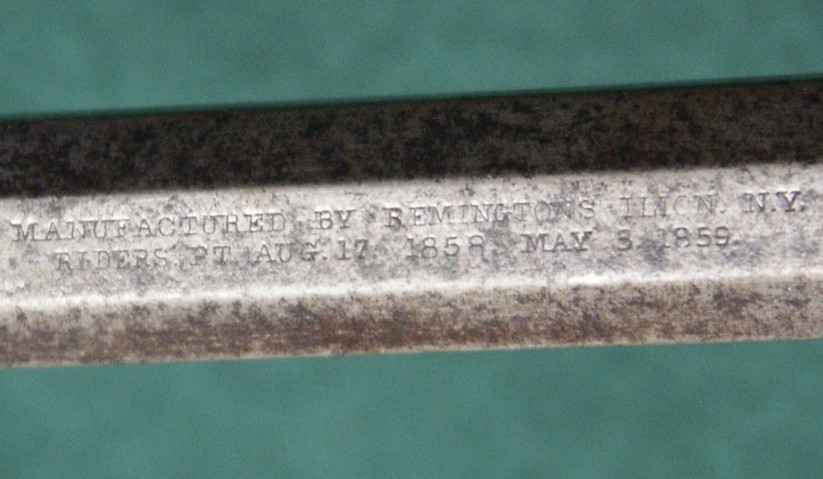 MANUFACTURED BY REMINGTONS ILION, N.Y.
RIDERS PT. AUG. 17, 1858, MAY 3, 1859.